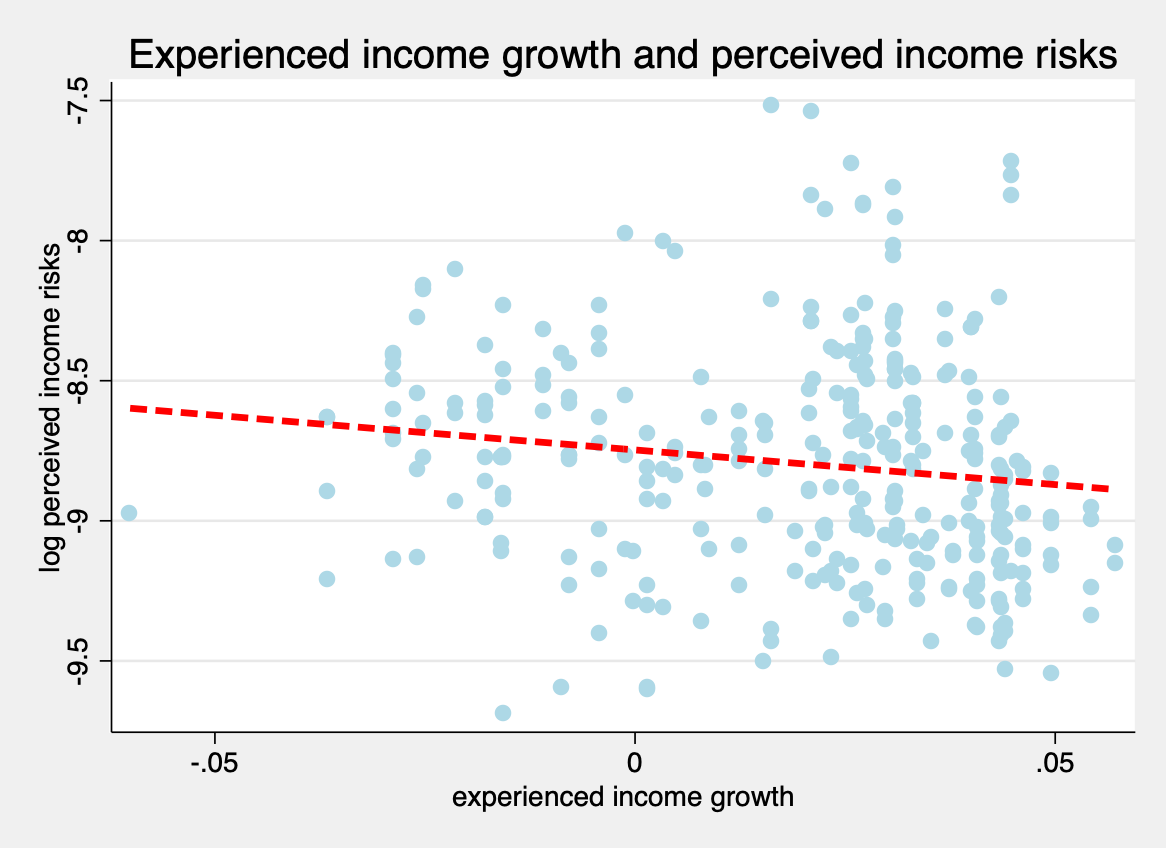 Experienced income growth and perceived income risks
log perceived income risks
-7.5
-8
-8.5
-9
-9.5
-.05
0
.05
experienced income growth